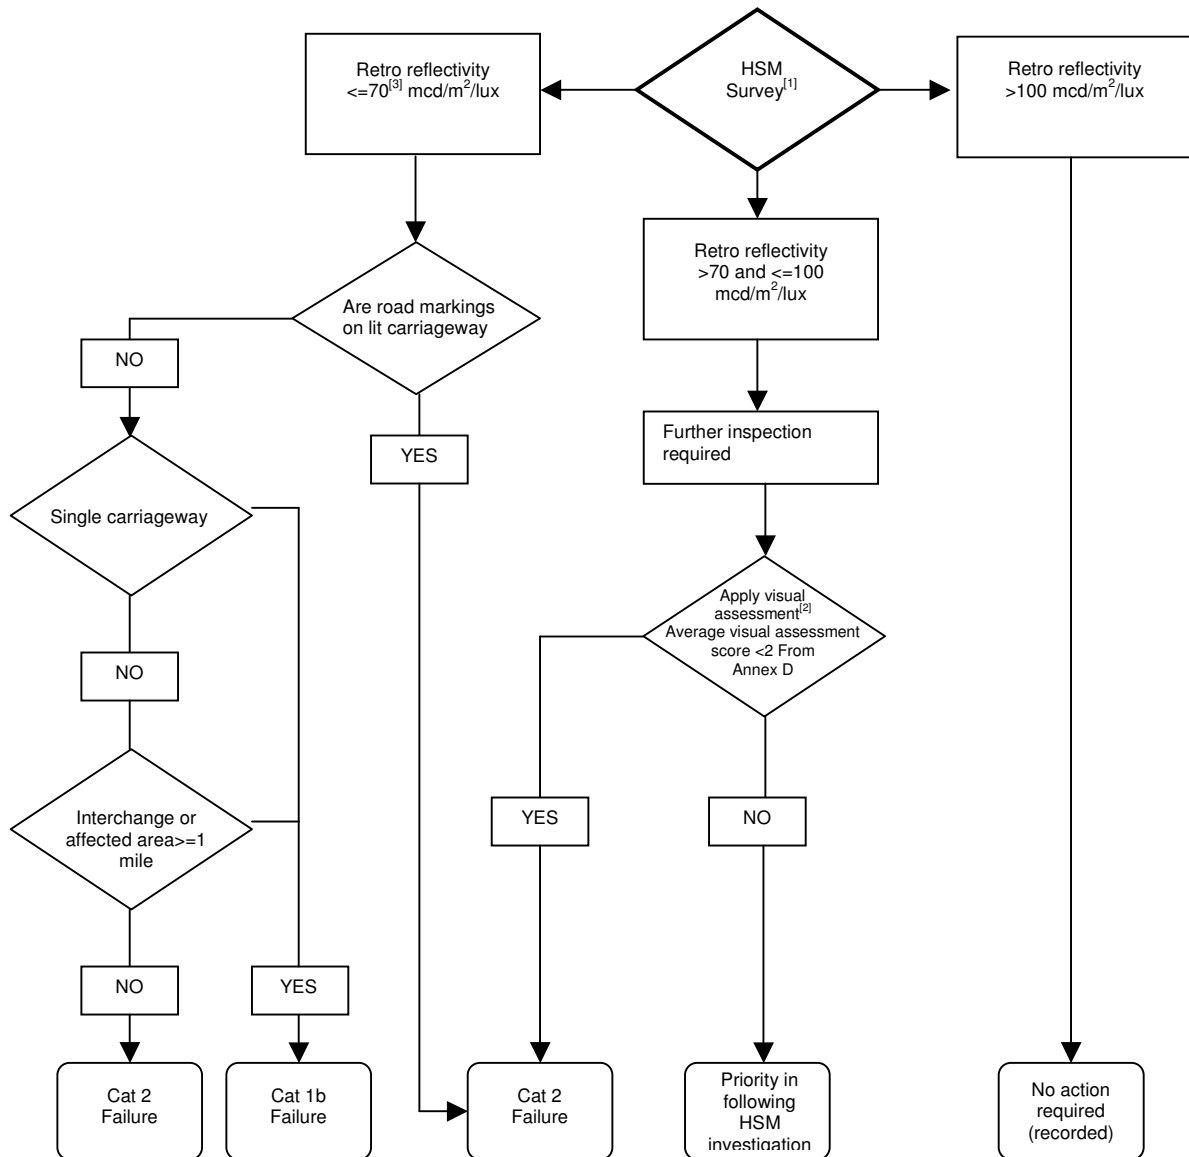 Retro reflectivity
<=70[3] mcd/m2/lux
HSM
Survey[1]
Retro reflectivity
>100 mcd/m2/lux
Retro reflectivity
>70 and <=100
mcd/m2/lux
Are road markings
on lit carriageway
NO
YES
Further inspection
required
Single carriageway
Apply visual
assessment[2]
Average visual assessment
score <2 From
Annex D
NO
Interchange or
affected area>=1
mile
YES
NO
NO
YES
Cat 2
Failure
Cat 1b
Failure
Cat 2
Failure
Priority in
following
HSM
investigation
No action
required
(recorded)